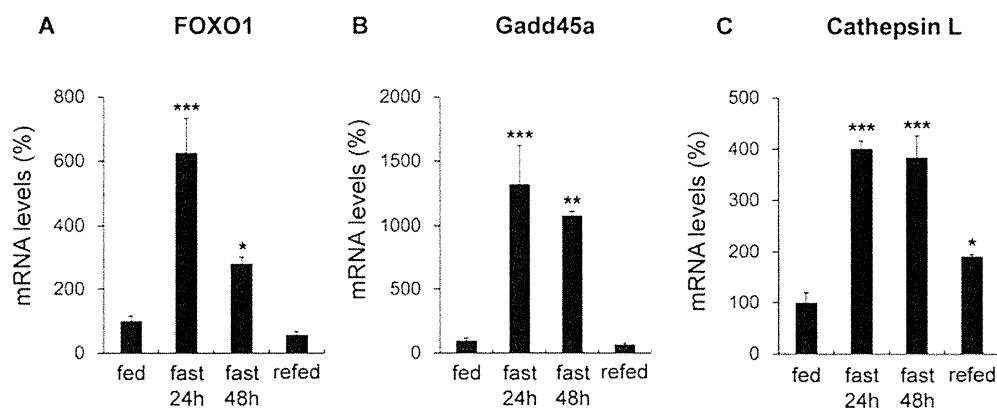 A FOXO1
B Gadd45a
C Cathepsin L
mRNA levels (%)
800
600
400
200
0
***
*
fed fast refed
24h 48h
fast
mRNA levels (%)
2000
1500
1000
500
0
***
**
fed fast fast refed
24h 48h
mRNA levels (%)
500
400
300
200
100
0
***
***
*
fed fast fast refed
24h 48h